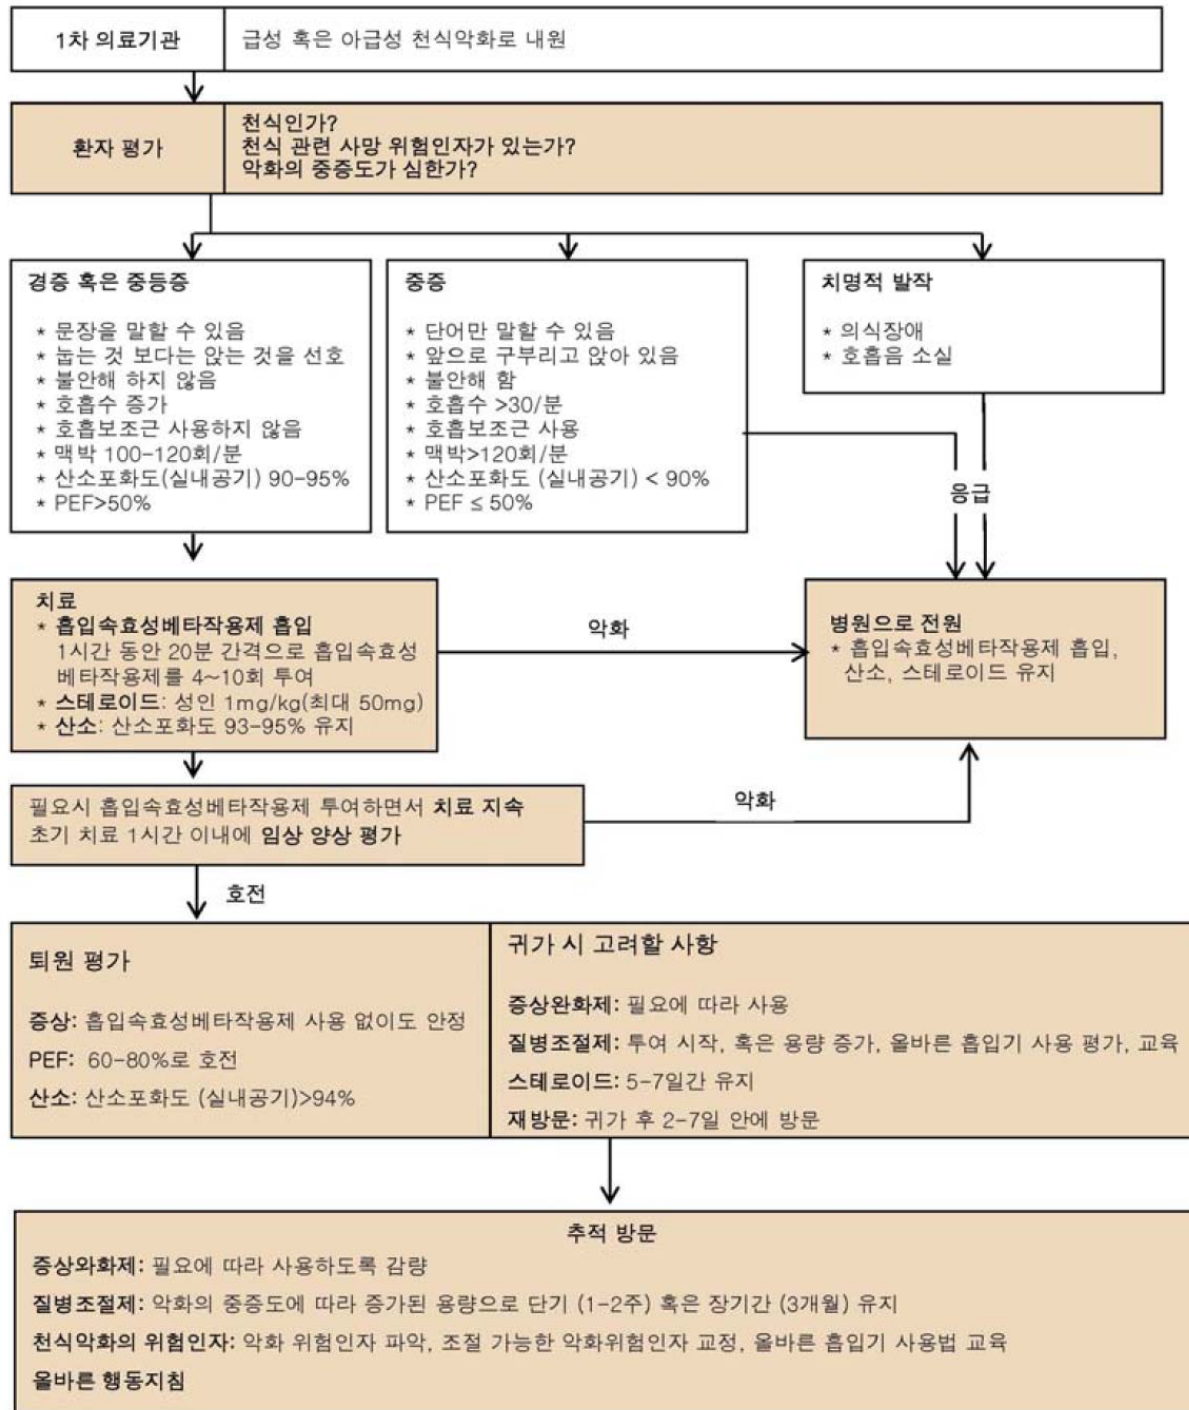 1차 의료기관
급성 혹은 아급성 천식악화로 내원
환자 평가
천식인가?
천식 관련 사망 위험인자가 있는가?
악화의 중증도가 심한가?
경증 혹은 중등증
* 문장을 말할 수 있음
* 눕는 것 보다는 앉는 것을 선호
* 불안해 하지 않음
* 호흡수 증가
* 호흡보조근 사용하지 않음
* 맥박 100-120회/분
* 산소포화도(실내공기) 90-95%
* PEF>50%
중증
* 단어만 말할 수 있음
* 앞으로 구부리고 앉아 있음
* 불안해 함
* 호흡수 >30/분
* 호흡보조근 사용
* 맥박>120회/분
* 산소포화도 (실내공기) < 90%
* PEF ≤ 50%
치명적 발작
* 의식장애
* 호흡음 소실
응급
치료
* 흡입속효성베타작용제 흡입
1시간 동안 20분 간격으로 흡입속효성
베타작용제를 4~10회 투여
* 스테로이드: 성인 1mg/kg(최대 50mg)
* 산소: 산소포화도 93-95% 유지
악화
병원으로 전원
* 흡입속효성베타작용제 흡입,
산소, 스테로이드 유지
필요시 흡입속효성베타작용제 투여하면서 치료 지속
초기 치료 1시간 이내에 임상 양상 평가
악화
호전
퇴원 평가
증상: 흡입속효성베타작용제 사용 없이도 안정
PEF: 60-80%로 호전
산소: 산소포화도 (실내공기)>94%
귀가 시 고려할 사항
증상완화제: 필요에 따라 사용
질병조절제: 투여 시작, 혹은 용량 증가, 올바른 흡입기 사용 평가, 교육
스테로이드: 5-7일간 유지
재방문: 귀가 후 2-7일 안에 방문
추적 방문
증상와화제: 필요에 따라 사용하도록 감량
질병조절제: 악화의 중증도에 따라 증가된 용량으로 단기 (1-2주) 혹은 장기간 (3개월) 유지
천식악화의 위험인자: 악화 위험인자 파악, 조절 가능한 악화위험인자 교정, 올바른 흡입기 사용법 교육
올바른 행동지침